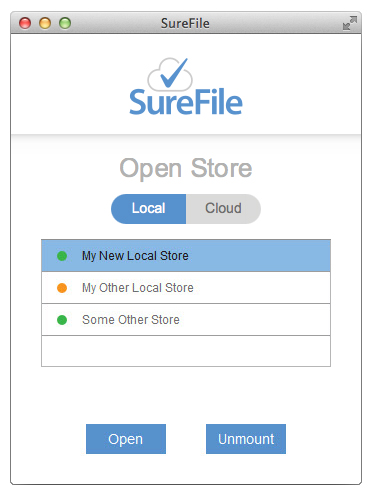 SureFile
SureFile
Open Store
Local Cloud
My New Local Store
My Other Local Store
Some Other Store
Open Unmount